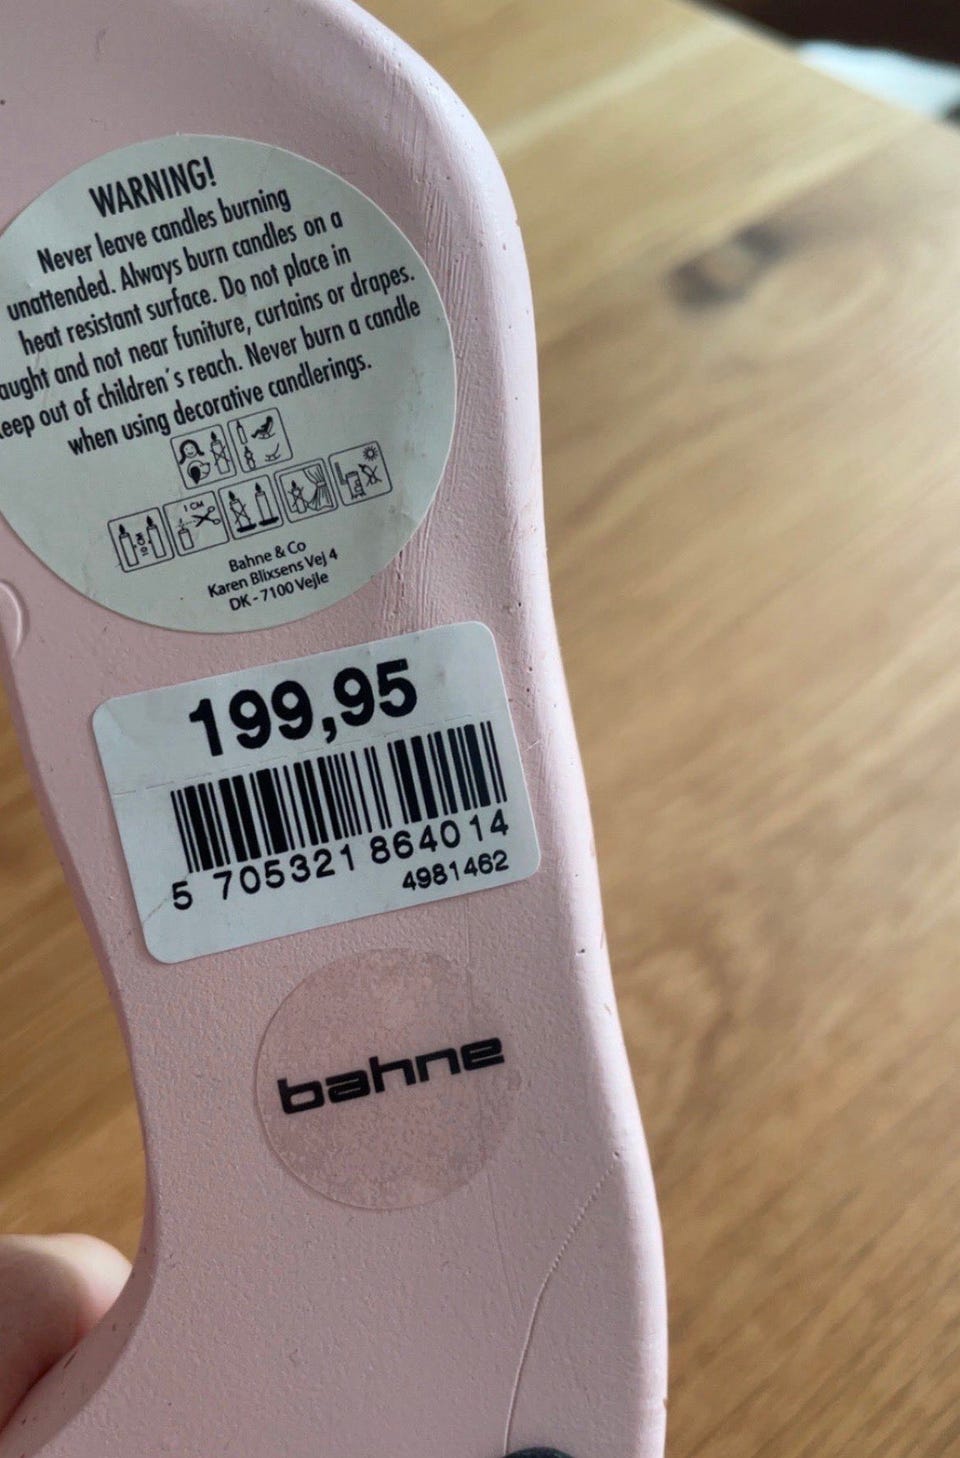 WARNING!
Never leave candles burning
unattended. Always burn candles on a
heat resistant surface. Do not place in
aught and not near funiture, curtains or drapes.
eep out of children's reach. Never burn a candle
when using decorative candlerings.
1 CM
Bahne & Co
Karen Blixsens Vej 4
DK - 7100 Vejle
199,95
5 705321 864014
4981462
bahne